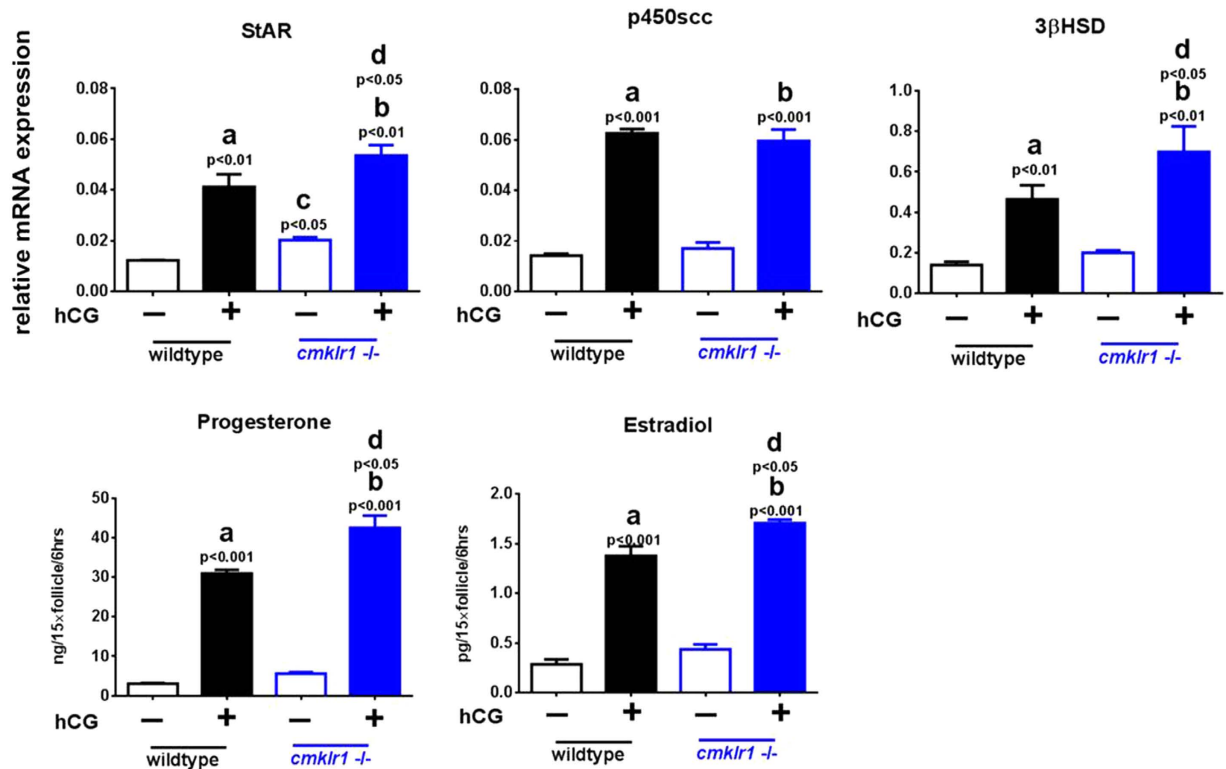 relative mRNA expression
StAR
d
p<0.05
b
p<0.01
a
p<0.01
c
p<0.05
0.08
0.06
0.04
0.02
0.00
hCG − + − +
wildtype cmklr1 -/-
p450scc
a
p<0.001
b
p<0.001
0.08
0.06
0.04
0.02
0.00
hCG − + − +
wildtype cmklr1 -/-
3βHSD
d
p<0.05
b
p<0.01
a
p<0.01
1.0
0.8
0.6
0.4
0.2
0.0
hCG − + − +
wildtype cmklr1 -/-
Progesterone
d
p<0.05
b
p<0.001
a
p<0.001
ng/15×follicle/6hrs
50
40
30
20
10
0
hCG − + − +
wildtype cmklr1 -/-
Estradiol
d
p<0.05
b
p<0.001
a
p<0.001
pg/15×follicle/6hrs
2.0
1.5
1.0
0.5
0.0
hCG − + − +
wildtype cmklr1 -/-